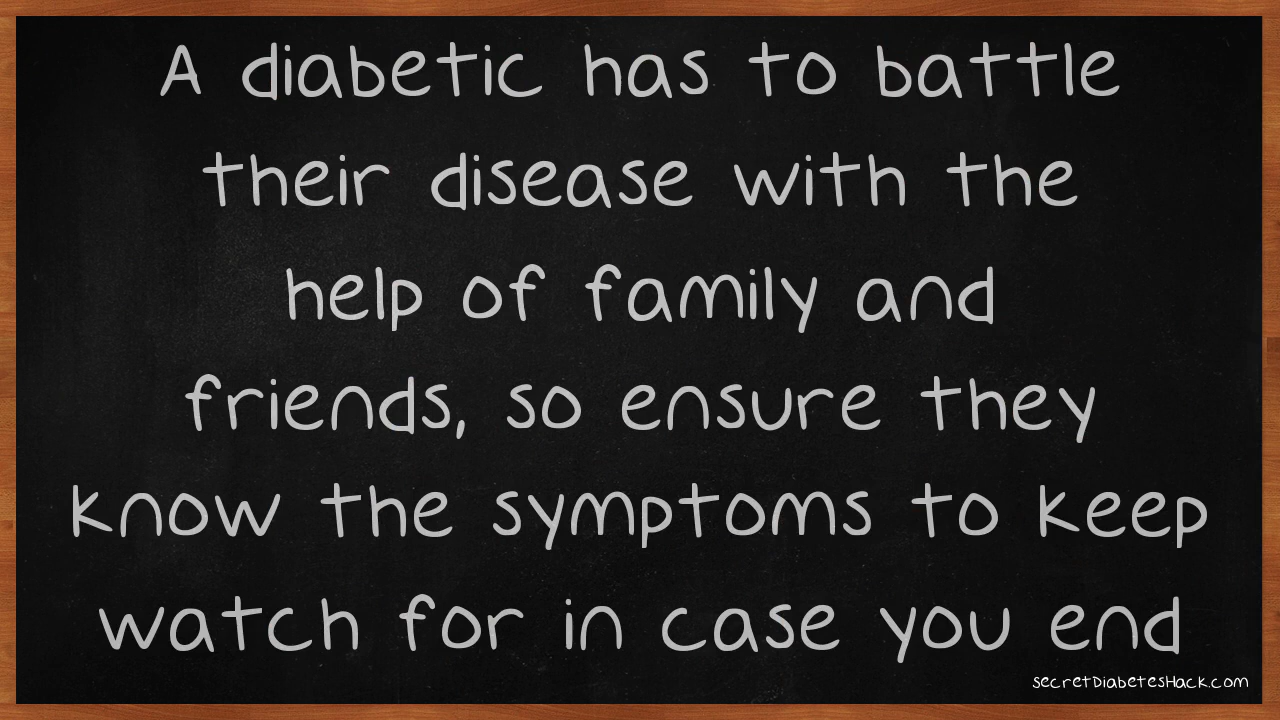 A diabetic has to battle
their disease with the
help of family and
friends, so ensure they
know the symptoms to keep
watch for in case you end
secretDiabetesHack.com